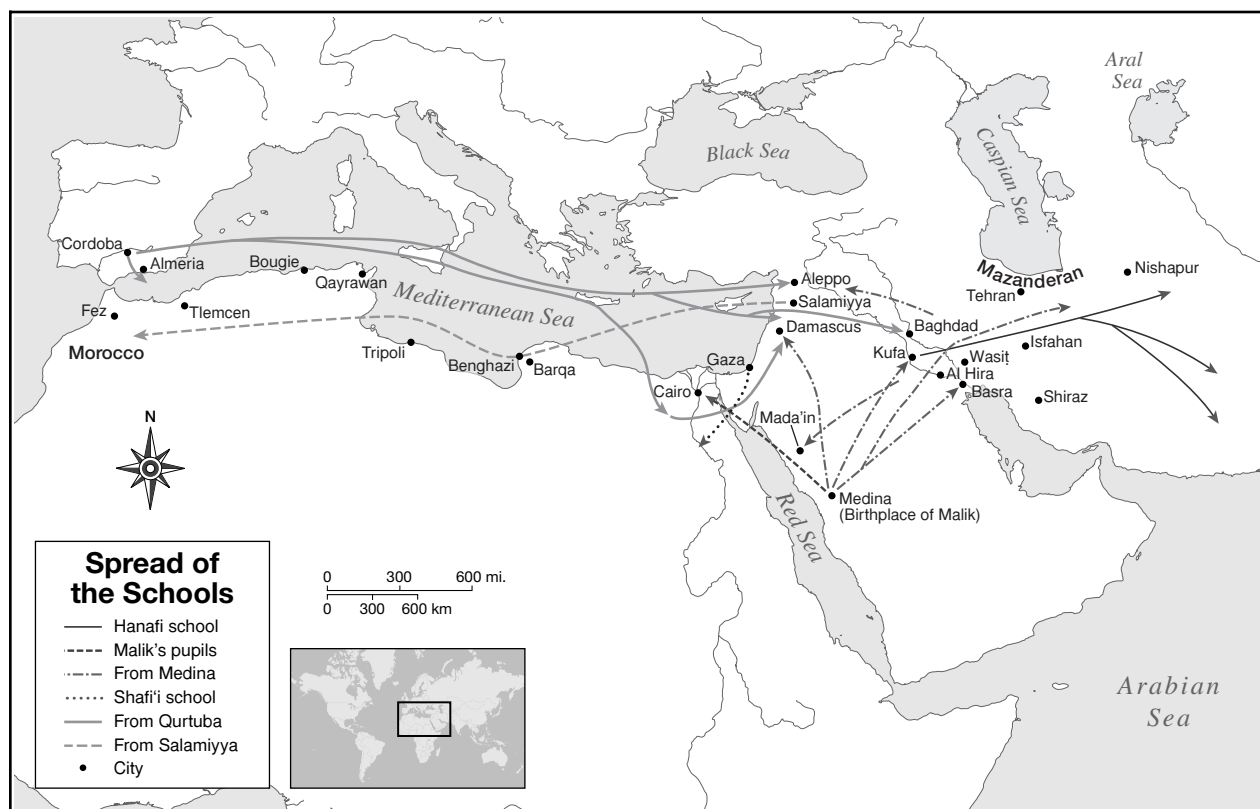 Aral
Sea
Black Sea
Caspian Sea
Cordoba
Almeria
Bougie
Qayrawan
Mediterranean Sea
Aleppo
Salamiyya
Mazanderan
Nishapur
Tehran
Fez
Tlemcen
Damascus
Baghdad
Morocco
Tripoli
Benghazi
Barqa
Gaza
Kufa
Wasiṭ
Isfahan
Al Hira
Cairo
Basra
Shiraz
Mada'in
N
Medina
(Birthplace of Malik)
Red Sea
Spread of
the Schools
Hanafi school
Malik's pupils
From Medina
Shafi‘i school
From Qurtuba
From Salamiyya
City
0 300 600 mi.
0 300 600 km
Arabian
Sea